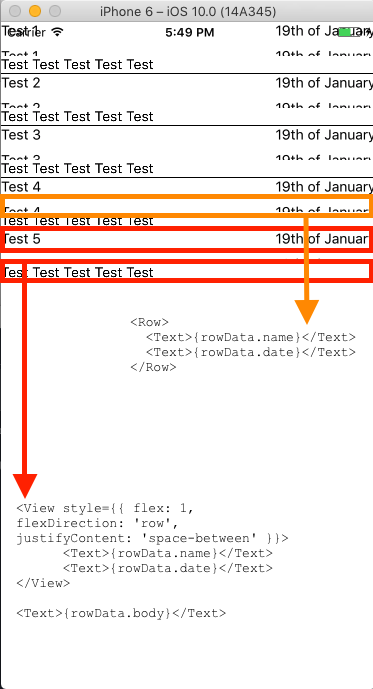 iPhone 6 – iOS 10.0 (14A345)
5:49 PM
Test 1 19th of January
Test 1
Test Test Test Test Test
Test 2 19th of January
Test 2
Test Test Test Test Test
Test 3 19th of January
Test 3 19th of January
Test Test Test Test Test
Test 4 19th of January
Test 4 19th of January
Test Test Test Test Test
Test 5 19th of Januar
Test Test Test Test Test
<Row>
<Text>{rowData.name}</Text>
<Text>{rowData.date}</Text>
</Row>
<View style={{ flex: 1,
flexDirection: 'row',
justifyContent: 'space-between' }}>
<Text>{rowData.name}</Text>
<Text>{rowData.date}</Text>
</View>
<Text>{rowData.body}</Text>